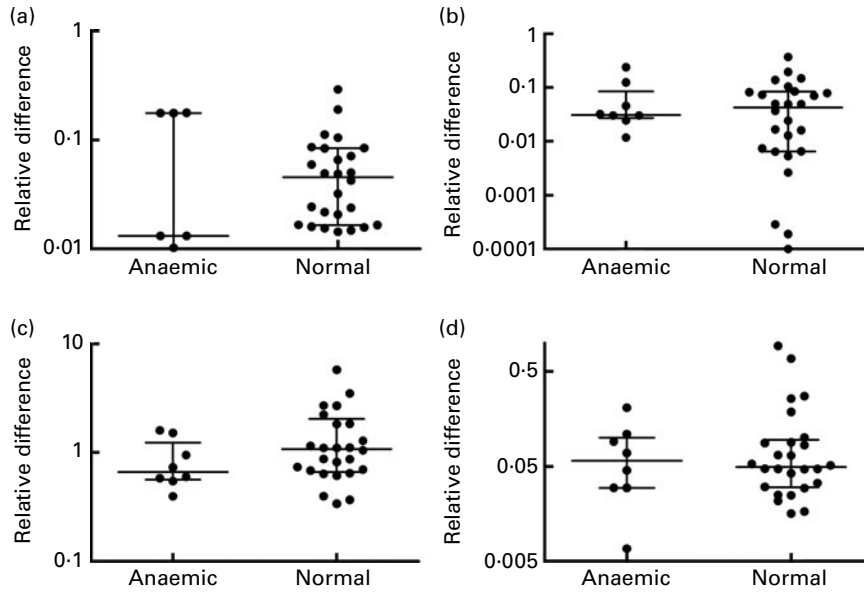 (a)
1
0·1
0·01
Relative difference
Anaemic
Normal
(b)
1
0·1
0·01
0·001
0·0001
Relative difference
Anaemic
Normal
(c)
10
1
0·1
Relative difference
Anaemic
Normal
(d)
0·5
0·05
0·005
Relative difference
Anaemic
Normal